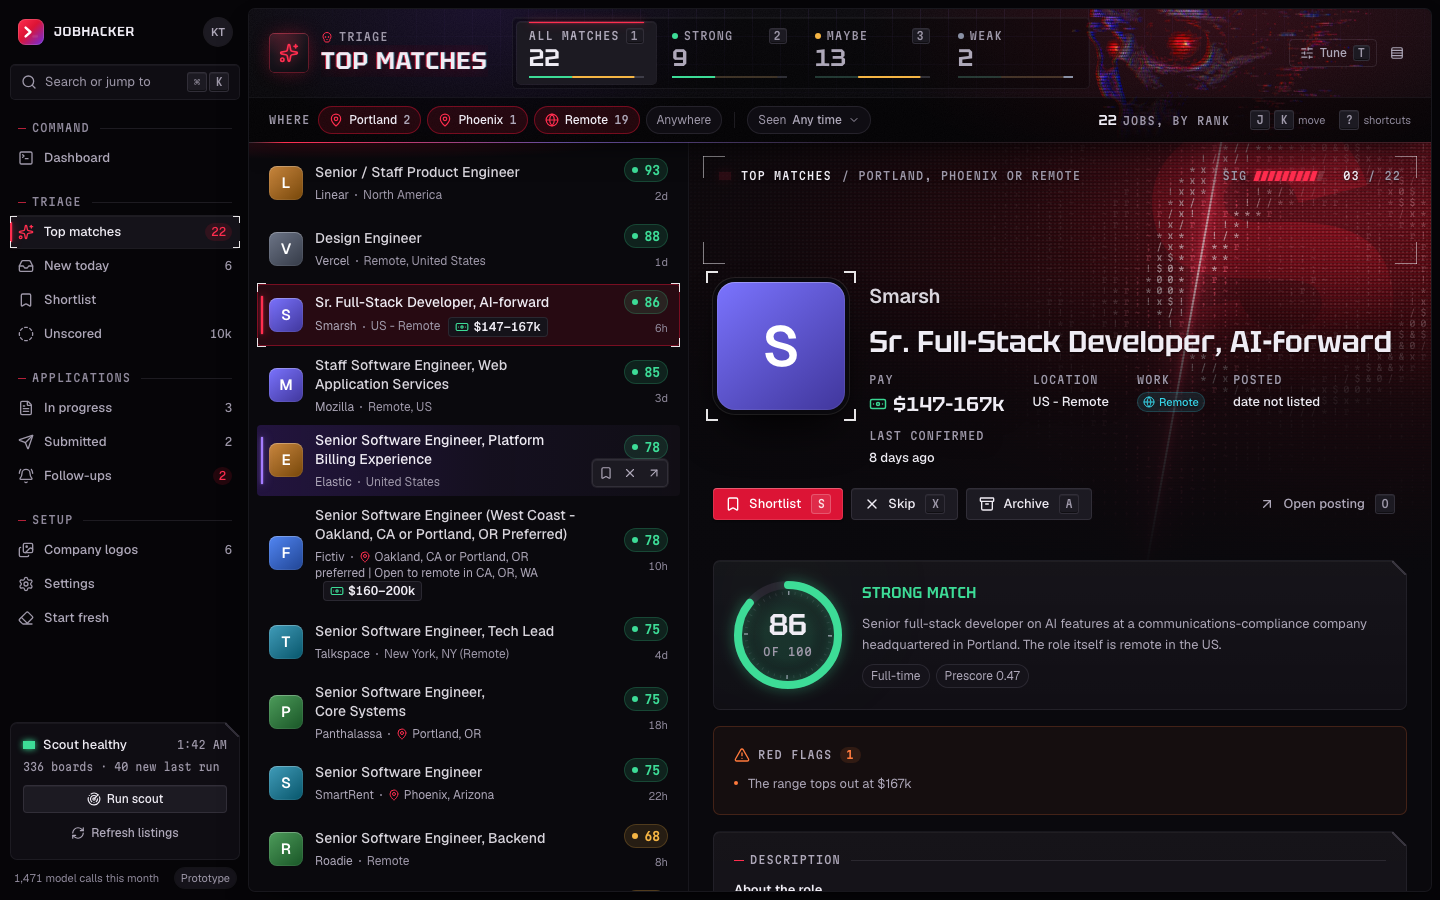 JOBHACKER
KT
Search or jump to
⌘ K
COMMAND
Dashboard
TRIAGE
Top matches 22
New today 6
Shortlist
Unscored 10k
APPLICATIONS
In progress 3
Submitted 2
Follow-ups 2
SETUP
Company logos 6
Settings
Start fresh
Scout healthy 1:42 AM
336 boards · 40 new last run
Run scout
Refresh listings
1,471 model calls this month Prototype
TRIAGE
TOP MATCHES
ALL MATCHES 1
22
STRONG 2
9
MAYBE 3
13
WEAK
2
Tune T
WHERE Portland 2 Phoenix 1 Remote 19 Anywhere Seen Any time
22 JOBS, BY RANK J K move ? shortcuts
L
Senior / Staff Product Engineer 93
Linear · North America 2d
V
Design Engineer 88
Vercel · Remote, United States 1d
S
Sr. Full-Stack Developer, AI-forward 86
Smarsh · US - Remote $147–167k 6h
M
Staff Software Engineer, Web
Application Services 85
Mozilla · Remote, US 3d
E
Senior Software Engineer, Platform
Billing Experience 78
Elastic · United States
F
Senior Software Engineer (West Coast -
Oakland, CA or Portland, OR Preferred) 78
Fictiv · Oakland, CA or Portland, OR
preferred | Open to remote in CA, OR, WA 10h
$160–200k
T
Senior Software Engineer, Tech Lead 75
Talkspace · New York, NY (Remote) 4d
P
Senior Software Engineer,
Core Systems 75
Panthalassa · Portland, OR 18h
S
Senior Software Engineer 75
SmartRent · Phoenix, Arizona 22h
R
Senior Software Engineer, Backend 68
Roadie · Remote 8h
TOP MATCHES / PORTLAND, PHOENIX OR REMOTE
SIG 03 / 22
S
Smarsh
Sr. Full-Stack Developer, AI-forward
PAY LOCATION WORK POSTED
$147-167k US - Remote Remote date not listed
LAST CONFIRMED
8 days ago
Shortlist S Skip X Archive A Open posting O
86
OF 100
STRONG MATCH
Senior full-stack developer on AI features at a communications-compliance company
headquartered in Portland. The role itself is remote in the US.
Full-time Prescore 0.47
RED FLAGS 1
• The range tops out at $167k
DESCRIPTION
About the role